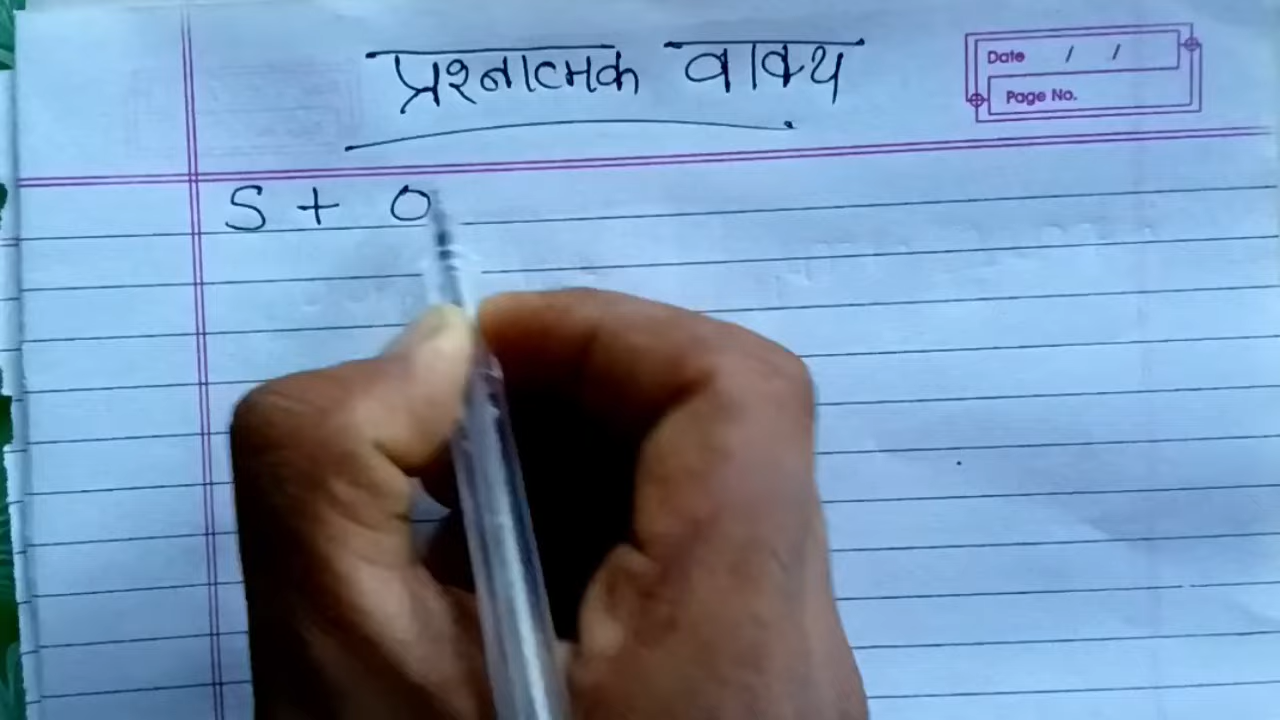 प्रश्नात्मक वाक्य
Date / /
Page No.
S + O